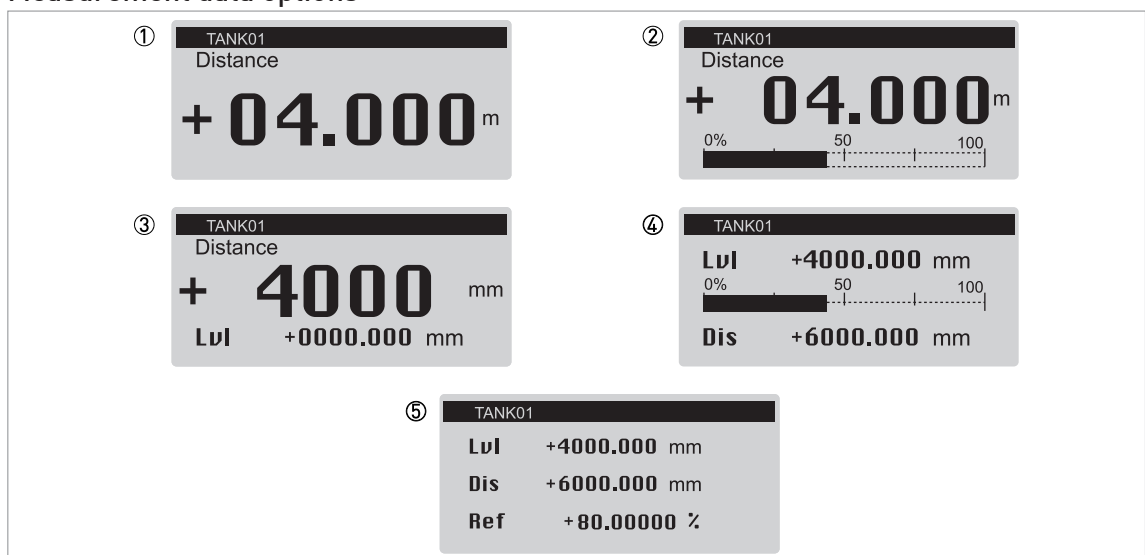 Measurement data options
① TANK01
Distance
+ 04.000 m
② TANK01
Distance
+ 04.000 m
0% 50 100
③ TANK01
Distance
+ 4000 mm
Lvl +0000.000 mm
④ TANK01
Lvl +4000.000 mm
0% 50 100
Dis +6000.000 mm
⑤ TANK01
Lvl +4000.000 mm
Dis +6000.000 mm
Ref +80.00000 %